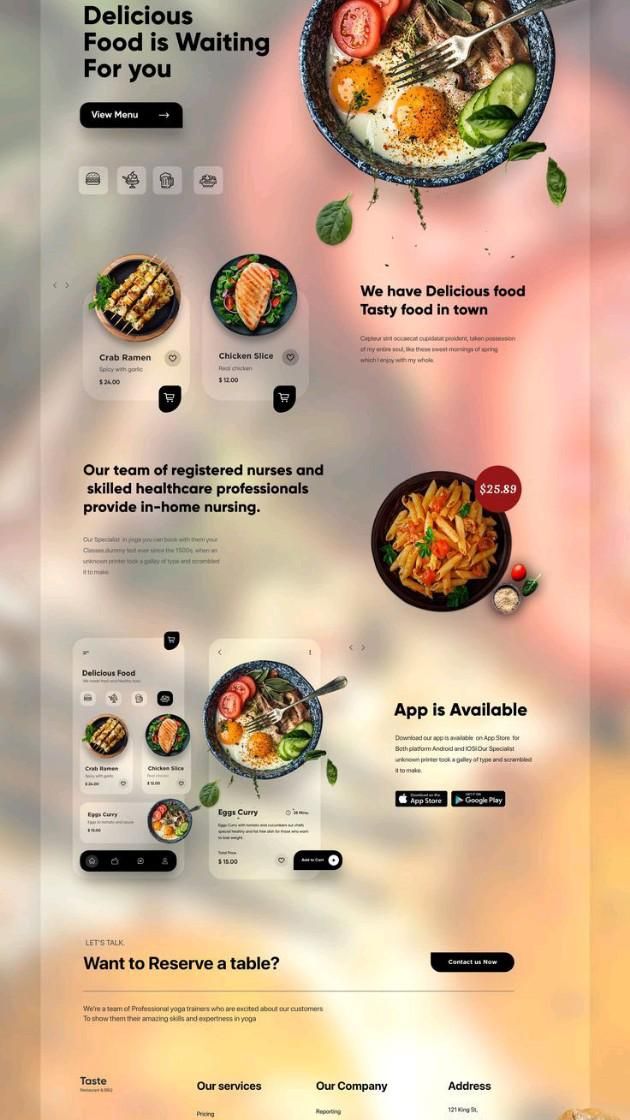 Delicious
Food is Waiting
For you
View Menu
We have Delicious food
Tasty food in town
Cepteur sint occaecat cupidatat proident, taken possession
of my entire soul, like these sweet mornings of spring
which I enjoy with my whole.
Crab Ramen
Spicy with garlic
$ 24.00
Chicken Slice
Real chicken
$ 12.00
Our team of registered nurses and
skilled healthcare professionals
provide in-home nursing.
$25.89
Our Specialist in yoga you can book with them your
Classes.dummy text ever since the 1500s, when an
unknown printer took a galley of type and scrambled
it to make.
Delicious Food
We made fresh and healthy food
Crab Ramen
Spicy with garlic
$ 24.00
Chicken Slice
Real chicken
$ 12.00
Eggs Curry
Eggs to tomato and sauce
$ 15.00
Eggs Curry
Eggs Curry with tomato and cucumbers our chefs
special healthy and fat free dish for those who want
to lose weight.
Total Price
$ 15.00
Add to Cart
App is Available
Download our app is available on App Store for
Both platform Android and IOS!Our Specialist
unknown printer took a galley of type and scrambled
it to make.
Download on the
App Store
GET IT ON
Google Play
LET'S TALK.
Want to Reserve a table?
Contact us Now
We're a team of Professional yoga trainers who are excited about our customers
To show them their amazing skills and expertness in yoga
Taste
Restaurant & BBQ
Our services
Our Company
Address
Pricing
Reporting
121 King St,